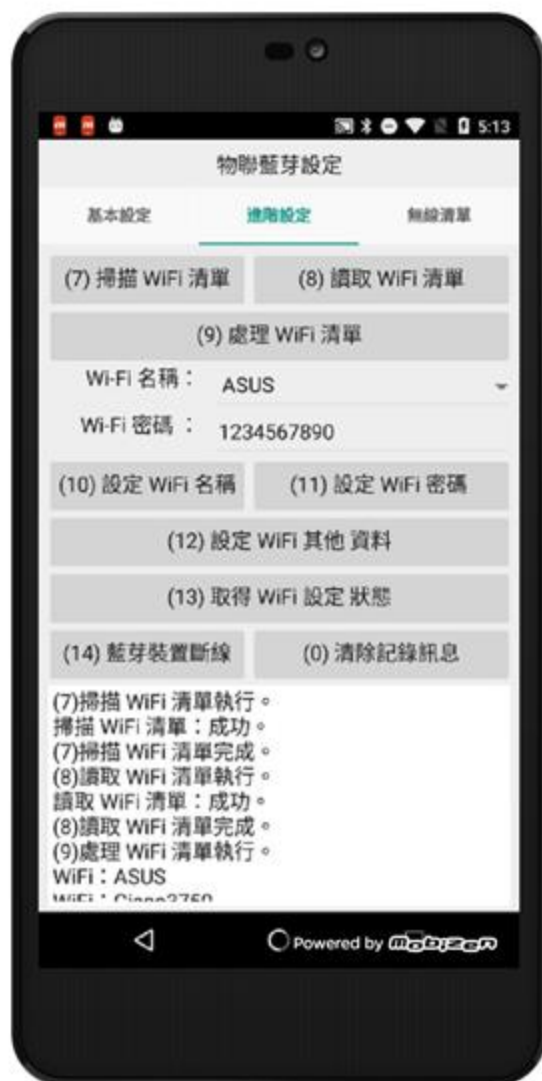 5:13
物聯藍芽設定
基本設定 進階設定 無線清單
(7) 掃描 WiFi 清單 (8) 讀取 WiFi 清單
(9) 處理 WiFi 清單
Wi-Fi 名稱： ASUS
Wi-Fi 密碼 ： 1234567890
(10) 設定 WiFi 名稱 (11) 設定 WiFi 密碼
(12) 設定 WiFi 其他 資料
(13) 取得 WiFi 設定 狀態
(14) 藍芽裝置斷線 (0) 清除記錄訊息
(7)掃描 WiFi 清單執行。
掃描 WiFi 清單：成功。
(7)掃描 WiFi 清單完成。
(8)讀取 WiFi 清單執行。
讀取 WiFi 清單：成功。
(8)讀取 WiFi 清單完成。
(9)處理 WiFi 清單執行。
WiFi：ASUS
WiFi：
Powered by mobizen